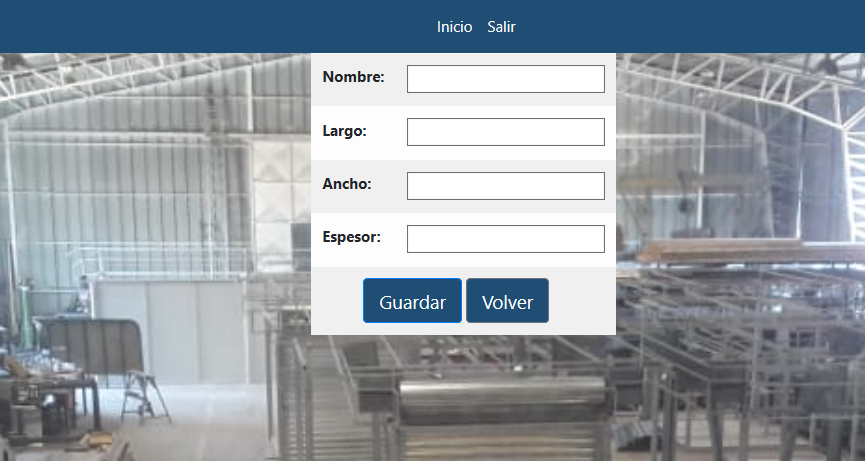 Inicio Salir
Nombre:
Largo:
Ancho:
Espesor:
Guardar Volver